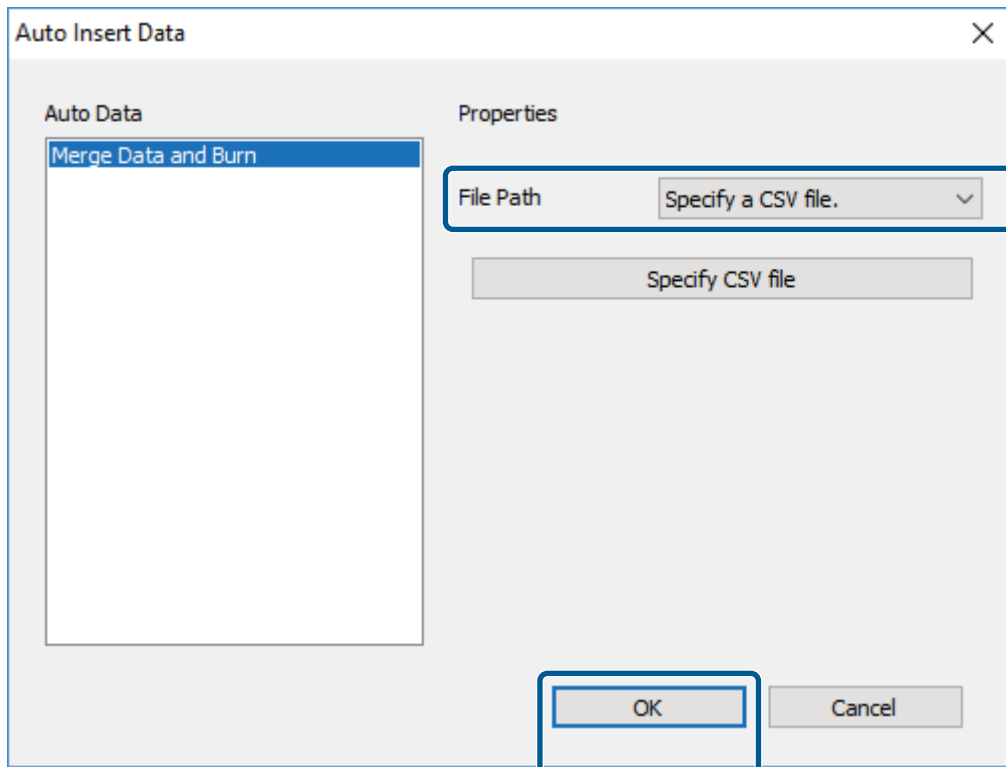 Auto Insert Data
Auto Data
Merge Data and Burn
Properties
File Path
Specify a CSV file.
Specify CSV file
OK
Cancel